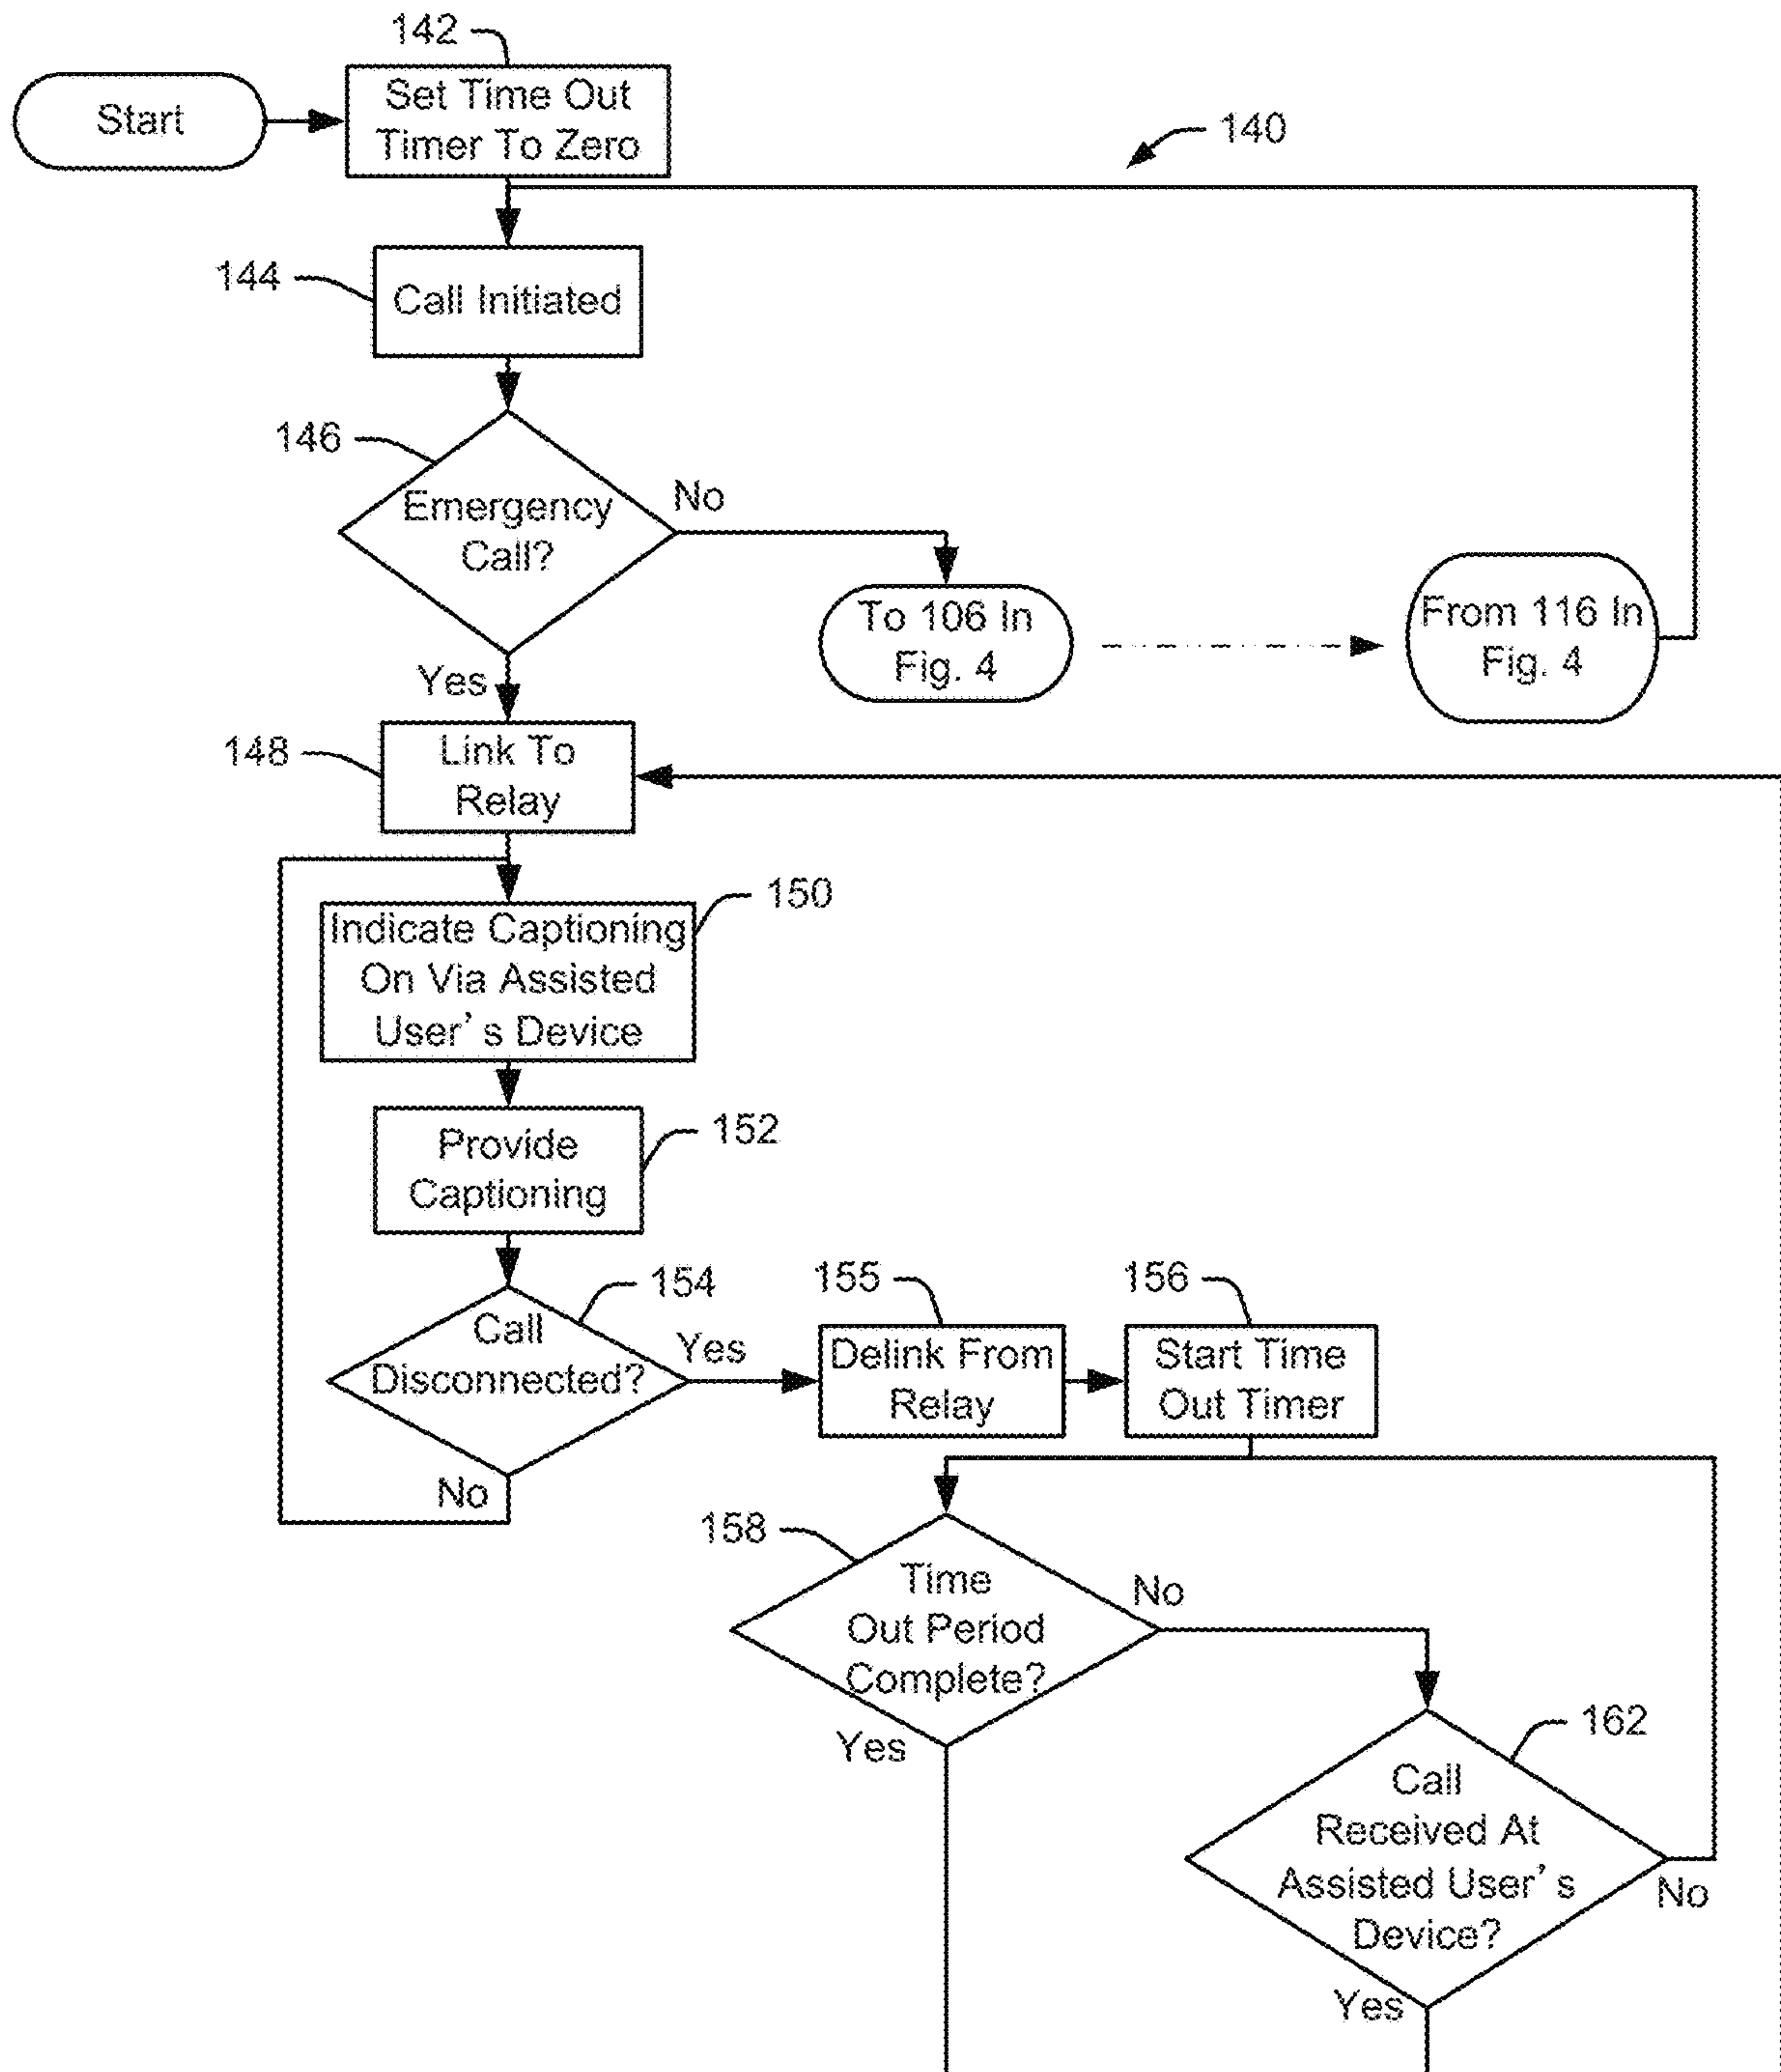 142
Start
Set Time Out
Timer To Zero
140
144
Call Initiated
146
Emergency
Call?
No
To 106 In
Fig. 4
From 116 In
Fig. 4
Yes
148
Link To
Relay
150
Indicate Captioning
On Via Assisted
User's Device
152
Provide
Captioning
154
Call
Disconnected?
Yes
No
155
Delink From
Relay
156
Start Time
Out Timer
158
Time
Out Period
Complete?
No
Yes
162
Call
Received At
Assisted User's
Device?
No
Yes